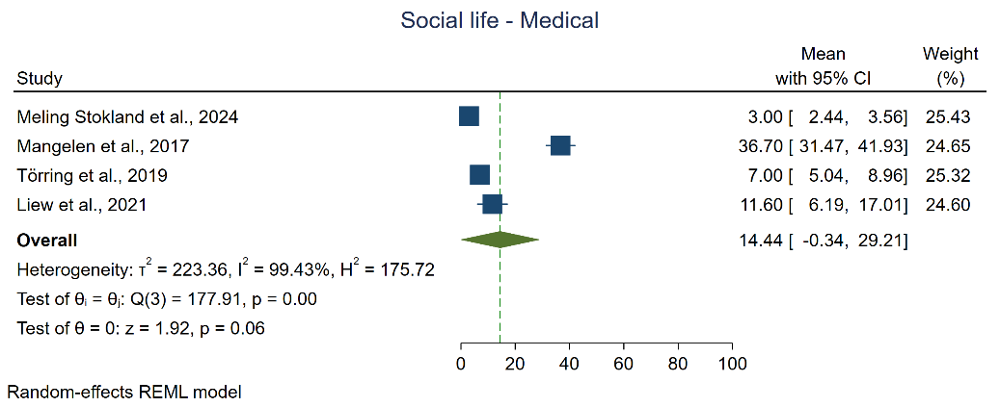 Social life - Medical
Mean Weight
Study with 95% CI (%)
Meling Stokland et al., 2024 3.00 [ 2.44, 3.56] 25.43
Mangelen et al., 2017 36.70 [ 31.47, 41.93] 24.65
Törring et al., 2019 7.00 [ 5.04, 8.96] 25.32
Liew et al., 2021 11.60 [ 6.19, 17.01] 24.60
Overall 14.44 [ -0.34, 29.21]
Heterogeneity: τ² = 223.36, I² = 99.43%, H² = 175.72
Test of θᵢ = θⱼ: Q(3) = 177.91, p = 0.00
Test of θ = 0: z = 1.92, p = 0.06
0 20 40 60 80 100
Random-effects REML model